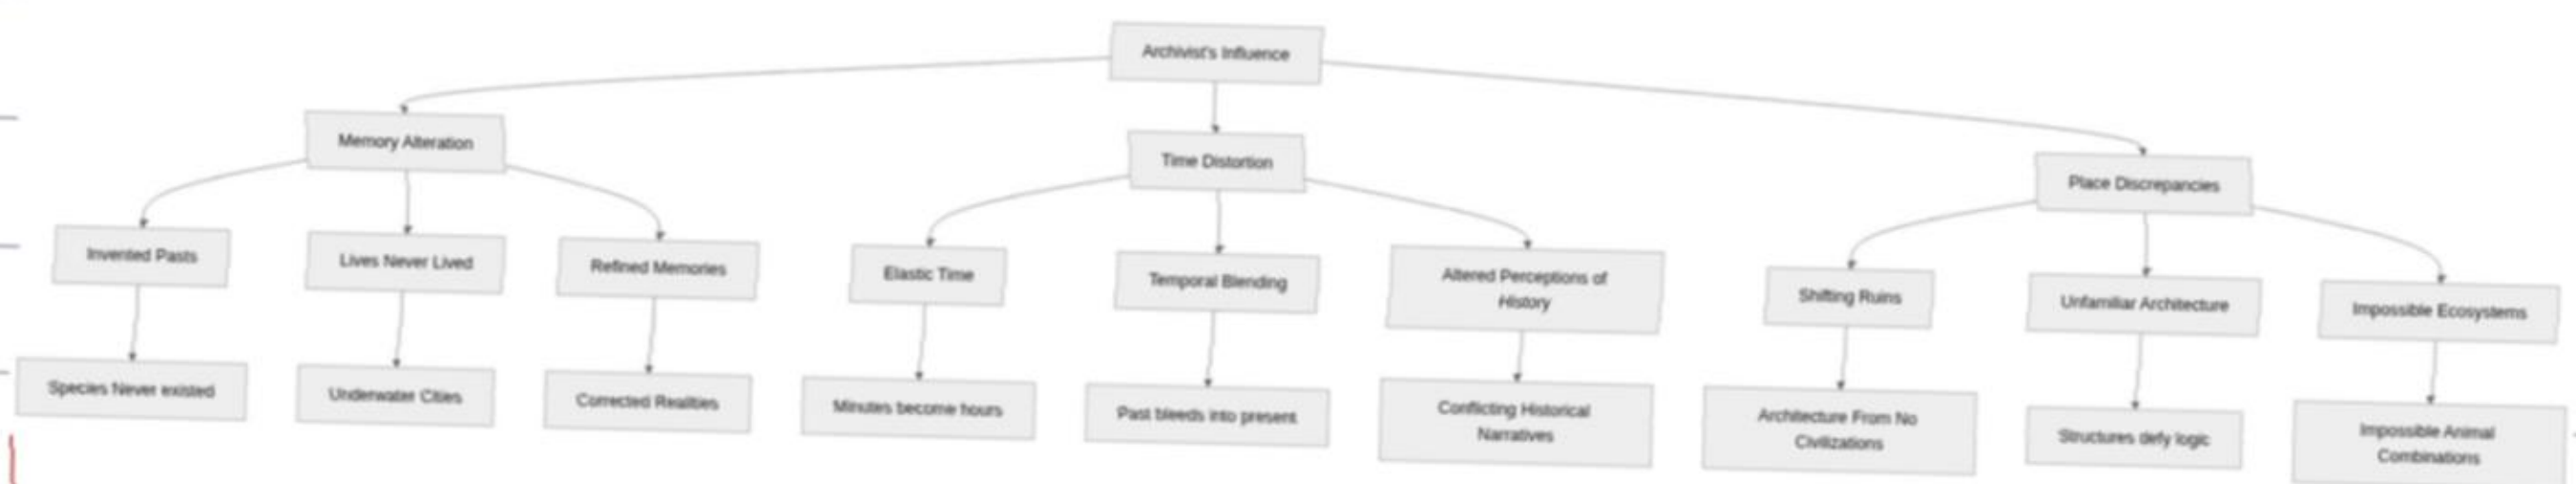 Archivist's Influence
Memory Alteration
Time Distortion
Place Discrepancies
Invented Pasts
Lives Never Lived
Refined Memories
Elastic Time
Temporal Blending
Altered Perceptions of
History
Shifting Ruins
Unfamiliar Architecture
Impossible Ecosystems
Species Never existed
Underwater Cities
Corrected Realities
Minutes become hours
Past bleeds into present
Conflicting Historical
Narratives
Architecture From No
Civilizations
Structures defy logic
Impossible Animal
Combinations